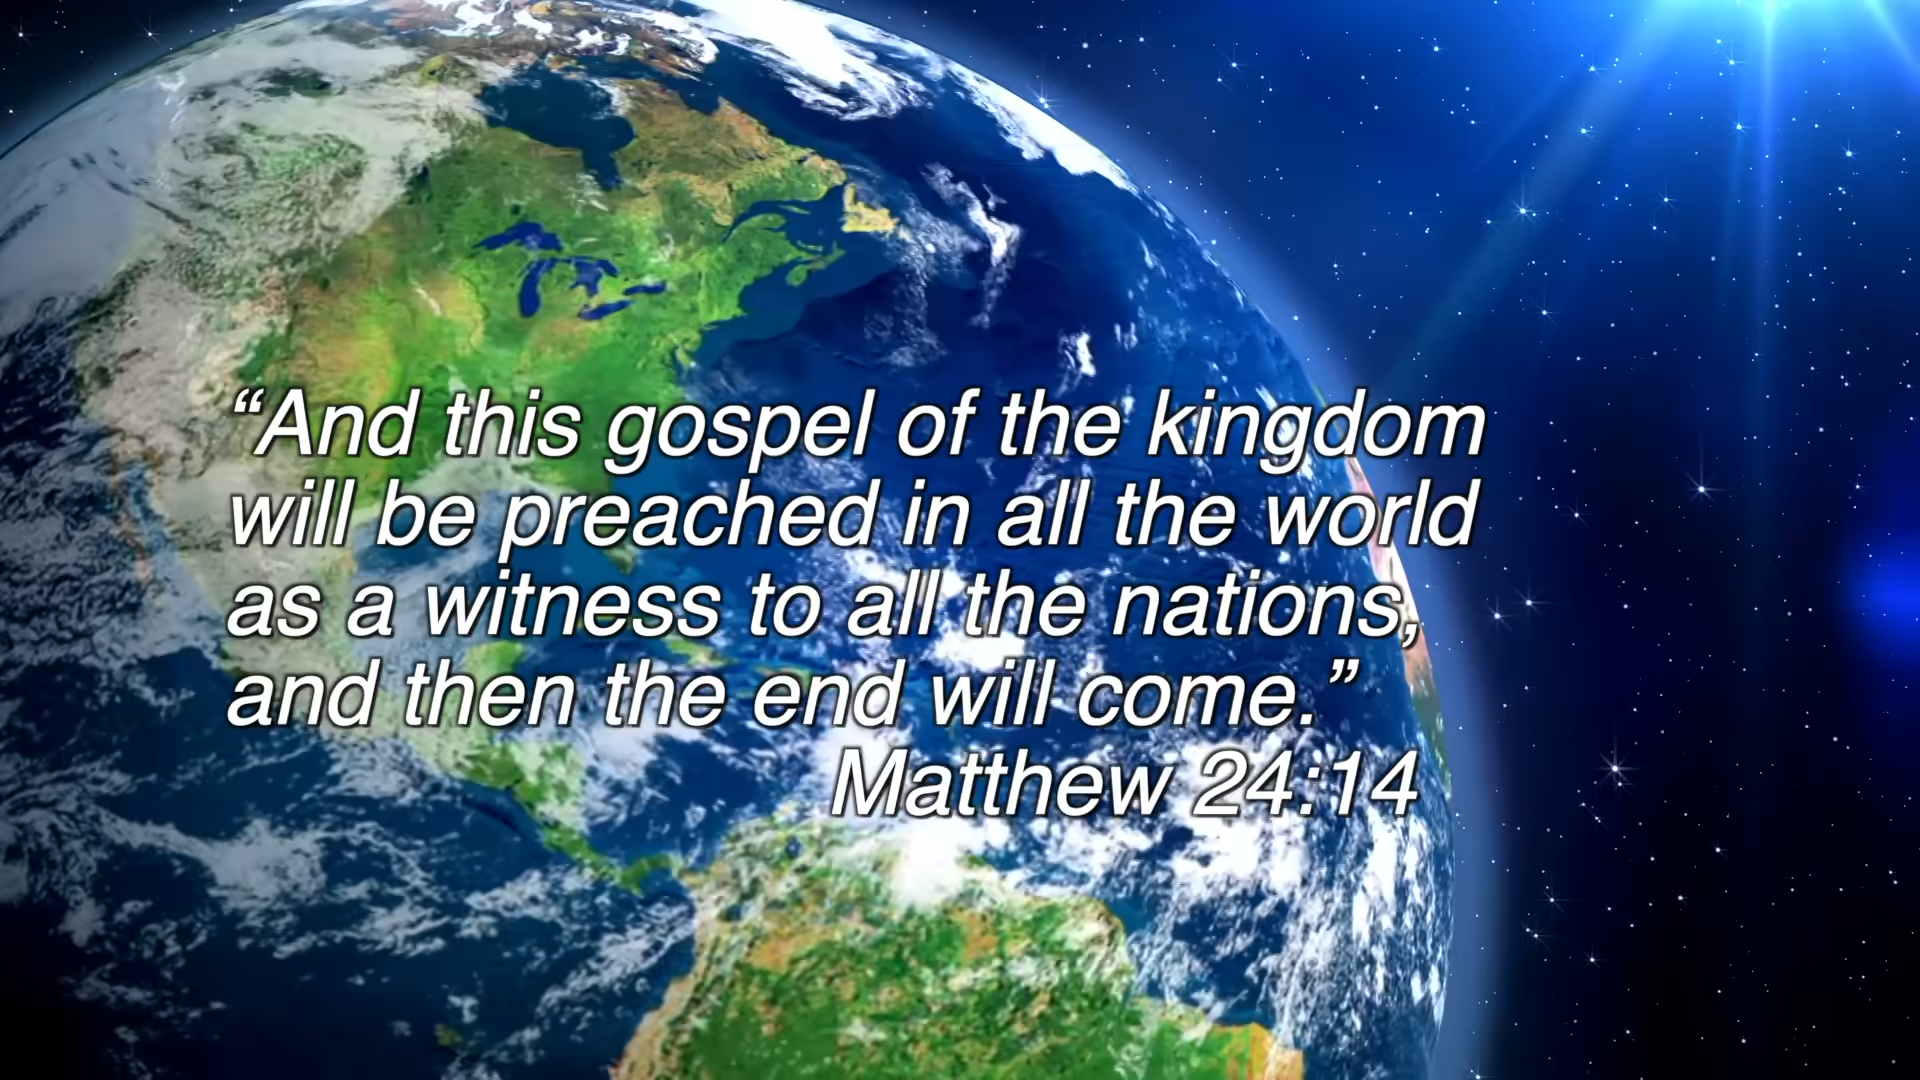 “And this gospel of the kingdom
will be preached in all the world
as a witness to all the nations,
and then the end will come.”
Matthew 24:14